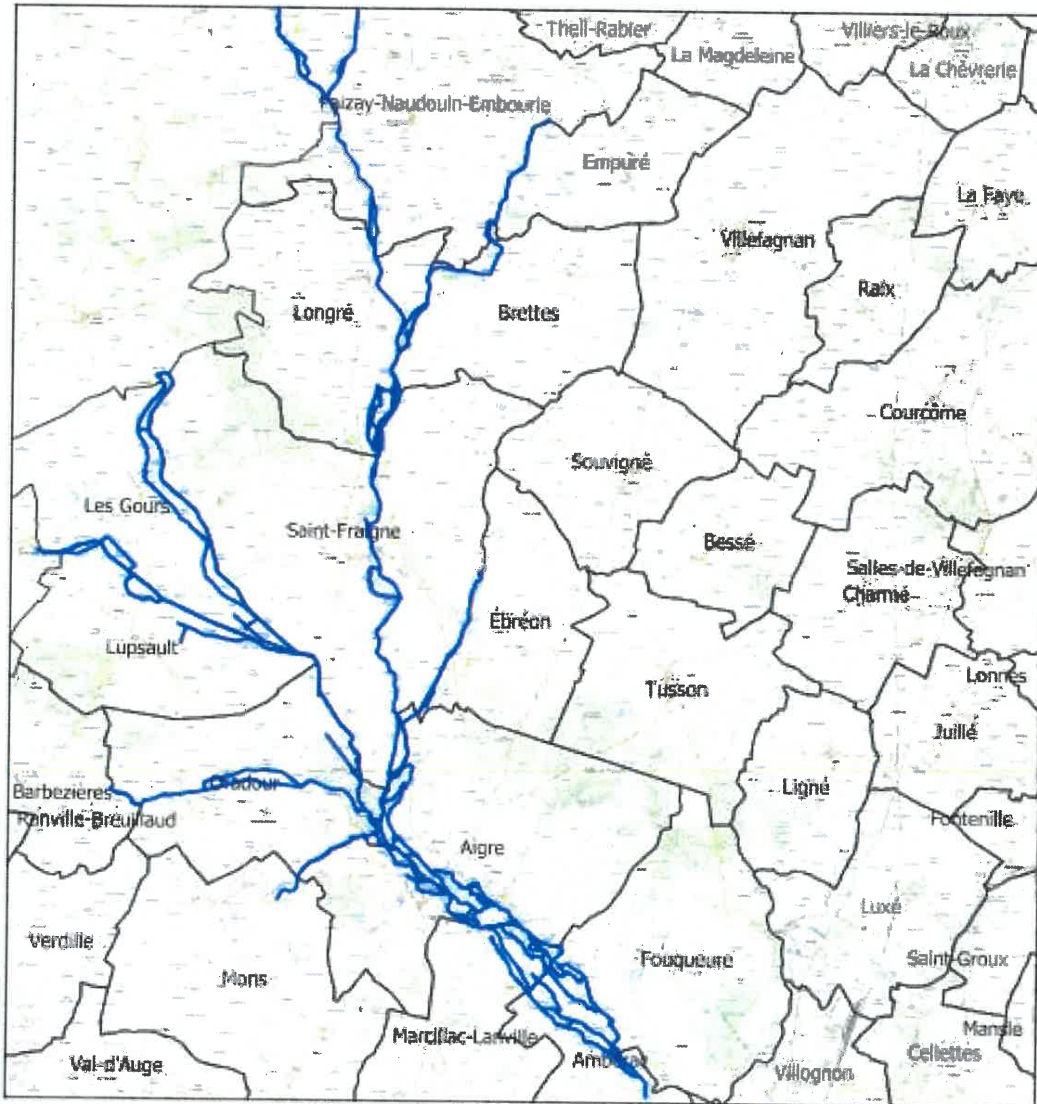 Theil-Rabier
Villiers-le-Roux
La Magdeleine
La Chèvrerie
Paizay-Naudouin-Embourie
Empuré
La Faye
Villefagnan
Raix
Longré
Brettes
Courcôme
Souvigné
Les Gours
Saint-Fraigne
Bessé
Salles-de-Villefagnan
Charmé
Ébréon
Lupsault
Tusson
Lonnes
Juillé
Oradour
Ligné
Barbezières
Ranville-Breuillaud
Fontenille
Aigre
Luxé
Verdille
Fouqueure
Saint-Groux
Mons
Mansle
Marcillac-Lanville
Cellettes
Val-d'Auge
Ambérac
Villognon